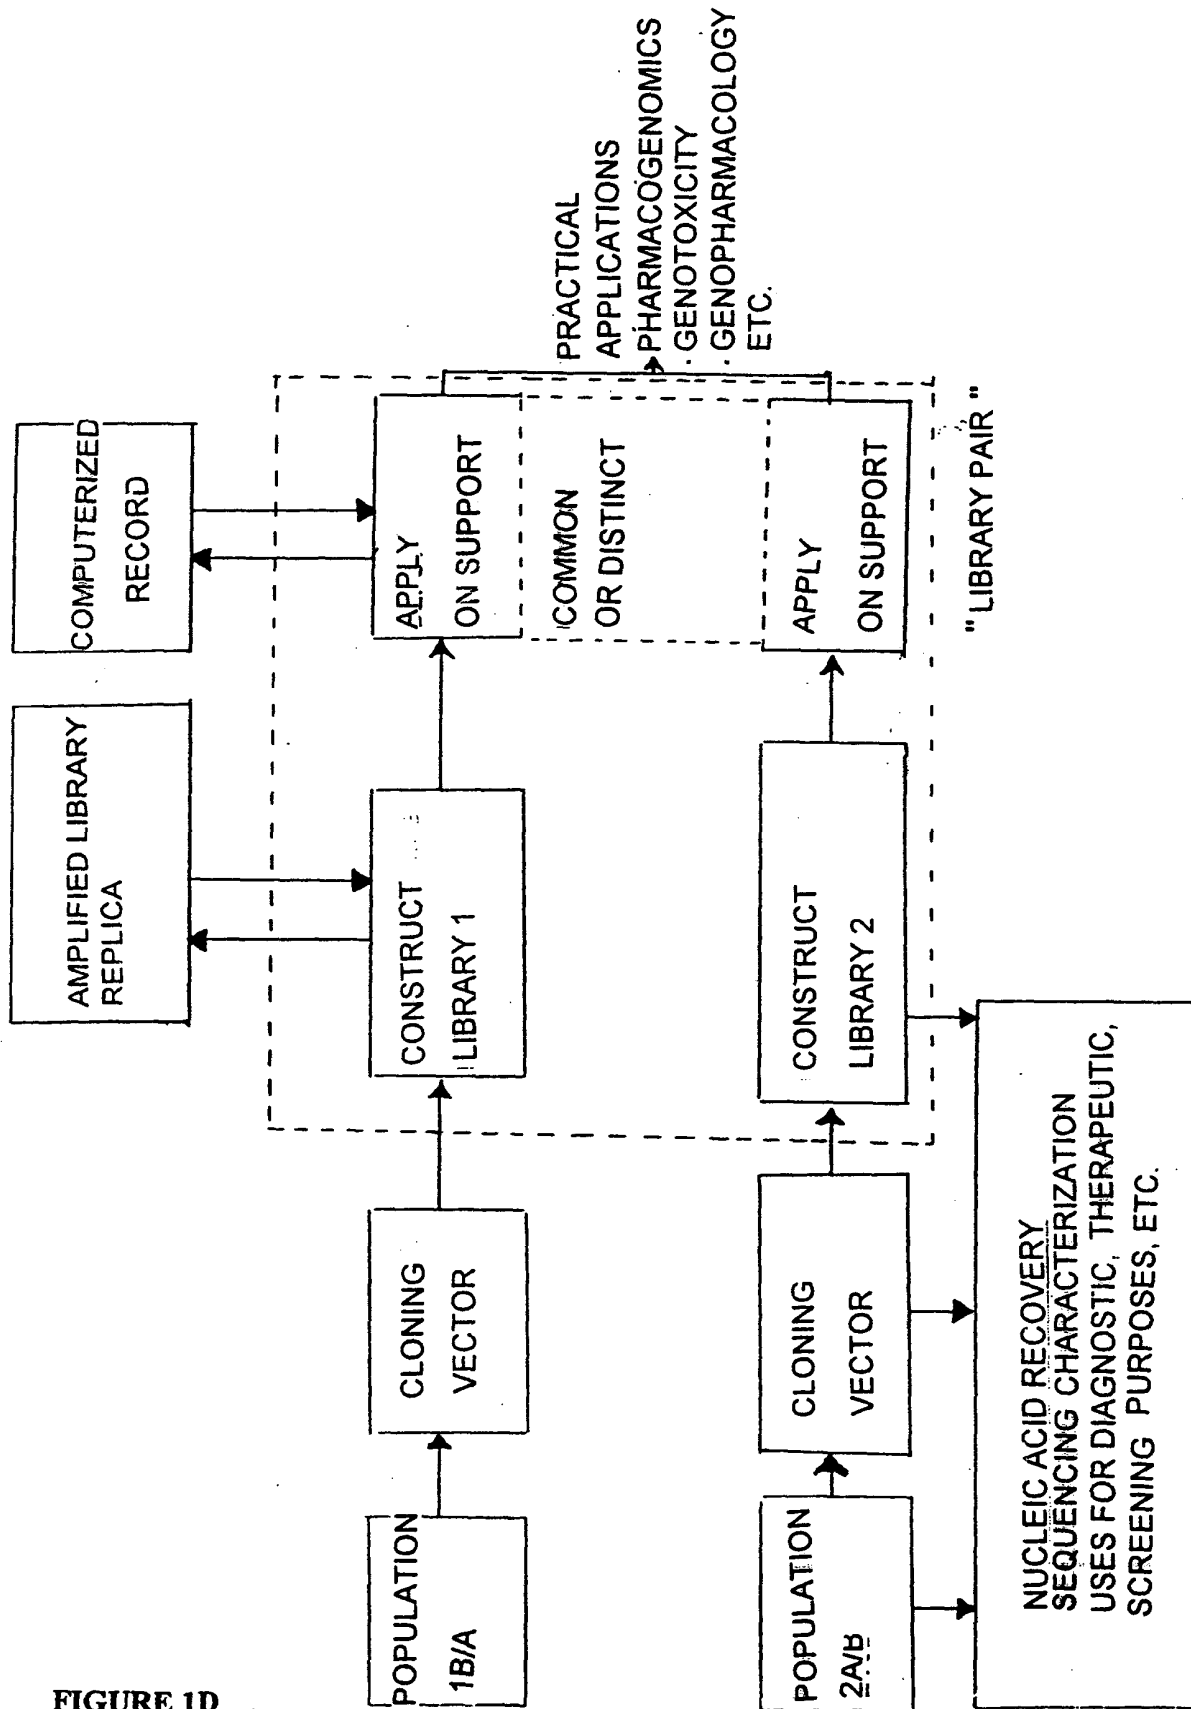 COMPUTERIZED
RECORD
AMPLIFIED LIBRARY
REPLICA
POPULATION
1B/A
CLONING
VECTOR
CONSTRUCT
LIBRARY 1
APPLY
ON SUPPORT
COMMON
OR DISTINCT
PRACTICAL
APPLICATIONS
PHARMACOGENOMICS
· GENOTOXICITY
· GENOPHARMACOLOGY
ETC.
POPULATION
2A/B
CLONING
VECTOR
CONSTRUCT
LIBRARY 2
APPLY
ON SUPPORT
"LIBRARY PAIR"
NUCLEIC ACID RECOVERY
SEQUENCING CHARACTERIZATION
USES FOR DIAGNOSTIC, THERAPEUTIC,
SCREENING PURPOSES, ETC.
FIGURE 1D